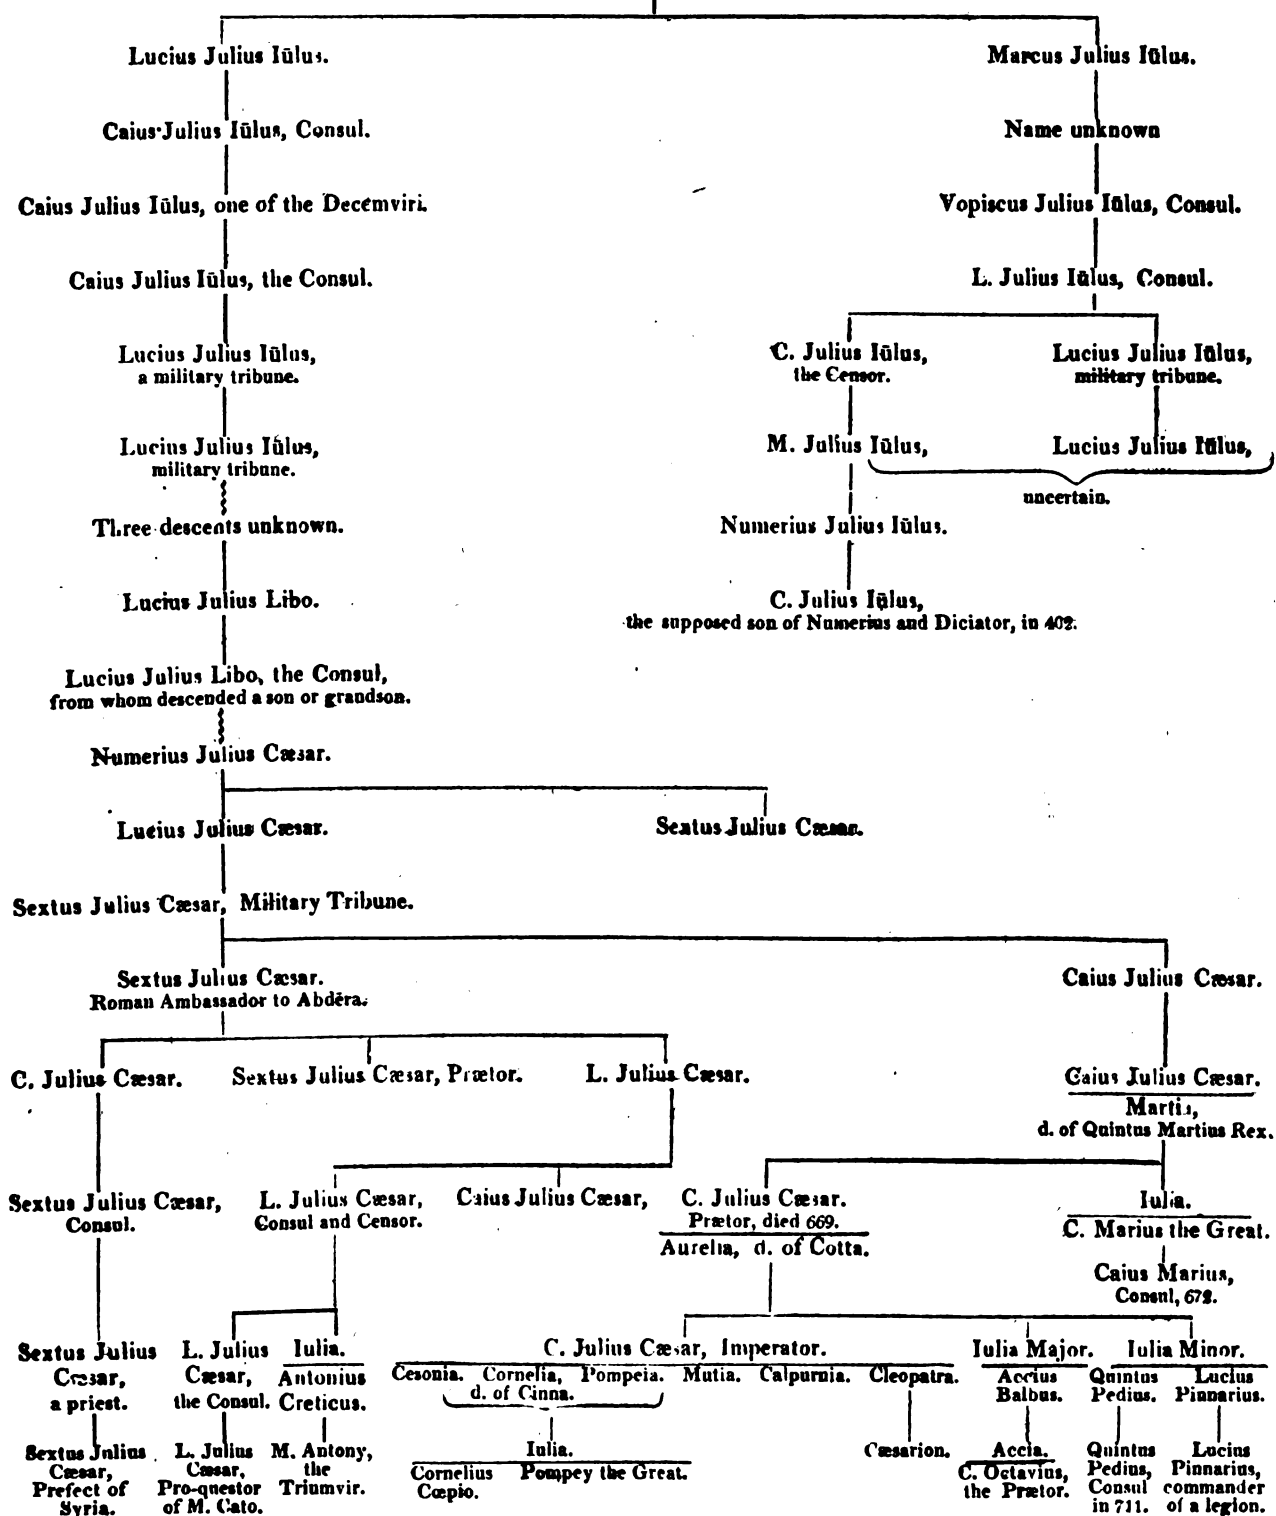 Lucius Julius Iūlus.
Marcus Julius Iūlus.
Caius Julius Iūlus, Consul.
Name unknown
Caius Julius Iūlus, one of the Decemviri.
Vopiscus Julius Iūlus, Consul.
Caius Julius Iūlus, the Consul.
L. Julius Iūlus, Consul.
Lucius Julius Iūlus,
a military tribune.
C. Julius Iūlus,
the Censor.
Lucius Julius Iūlus,
military tribune.
Lucius Julius Iūlus,
military tribune.
M. Julius Iūlus,
Lucius Julius Iūlus,
uncertain.
Three descents unknown.
Numerius Julius Iūlus.
Lucius Julius Libo.
C. Julius Iūlus,
the supposed son of Numerius and Diciator, in 402.
Lucius Julius Libo, the Consul,
from whom descended a son or grandson.
Numerius Julius Cæsar.
Lucius Julius Cæsar.
Sextus Julius Cæsar.
Sextus Julius Cæsar, Military Tribune.
Sextus Julius Cæsar.
Roman Ambassador to Abdēra.
Caius Julius Cæsar.
C. Julius Cæsar.
Sextus Julius Cæsar, Prætor.
L. Julius Cæsar.
Caius Julius Cæsar.
Martia,
d. of Quintus Martius Rex.
Sextus Julius Cæsar,
Consul.
L. Julius Cæsar,
Consul and Censor.
Caius Julius Cæsar,
C. Julius Cæsar.
Prætor, died 669.
Aurelia, d. of Cotta.
Iulia.
C. Marius the Great.
Caius Marius,
Consul, 672.
Sextus Julius
Cæsar,
a priest.
L. Julius
Cæsar,
the Consul.
Iulia.
Antonius
Creticus.
C. Julius Cæsar, Imperator.
Cesonia. Cornelia, Pompeia. Mutia. Calpurnia. Cleopatra.
d. of Cinna.
Iulia Major.
Accius
Balbus.
Iulia Minor.
Quintus
Pedius.
Lucius
Pinnarius.
Sextus Julius
Cæsar,
Prefect of
Syria.
L. Julius
Cæsar,
Pro-questor
of M. Cato.
M. Antony,
the
Triumvir.
Iulia.
Cornelius
Cœpio.
Pompey the Great.
Cæsarion.
Accia.
C. Octavius,
the Prætor.
Quintus
Pedius,
Consul
in 711.
Lucius
Pinnarius,
commander
of a legion.